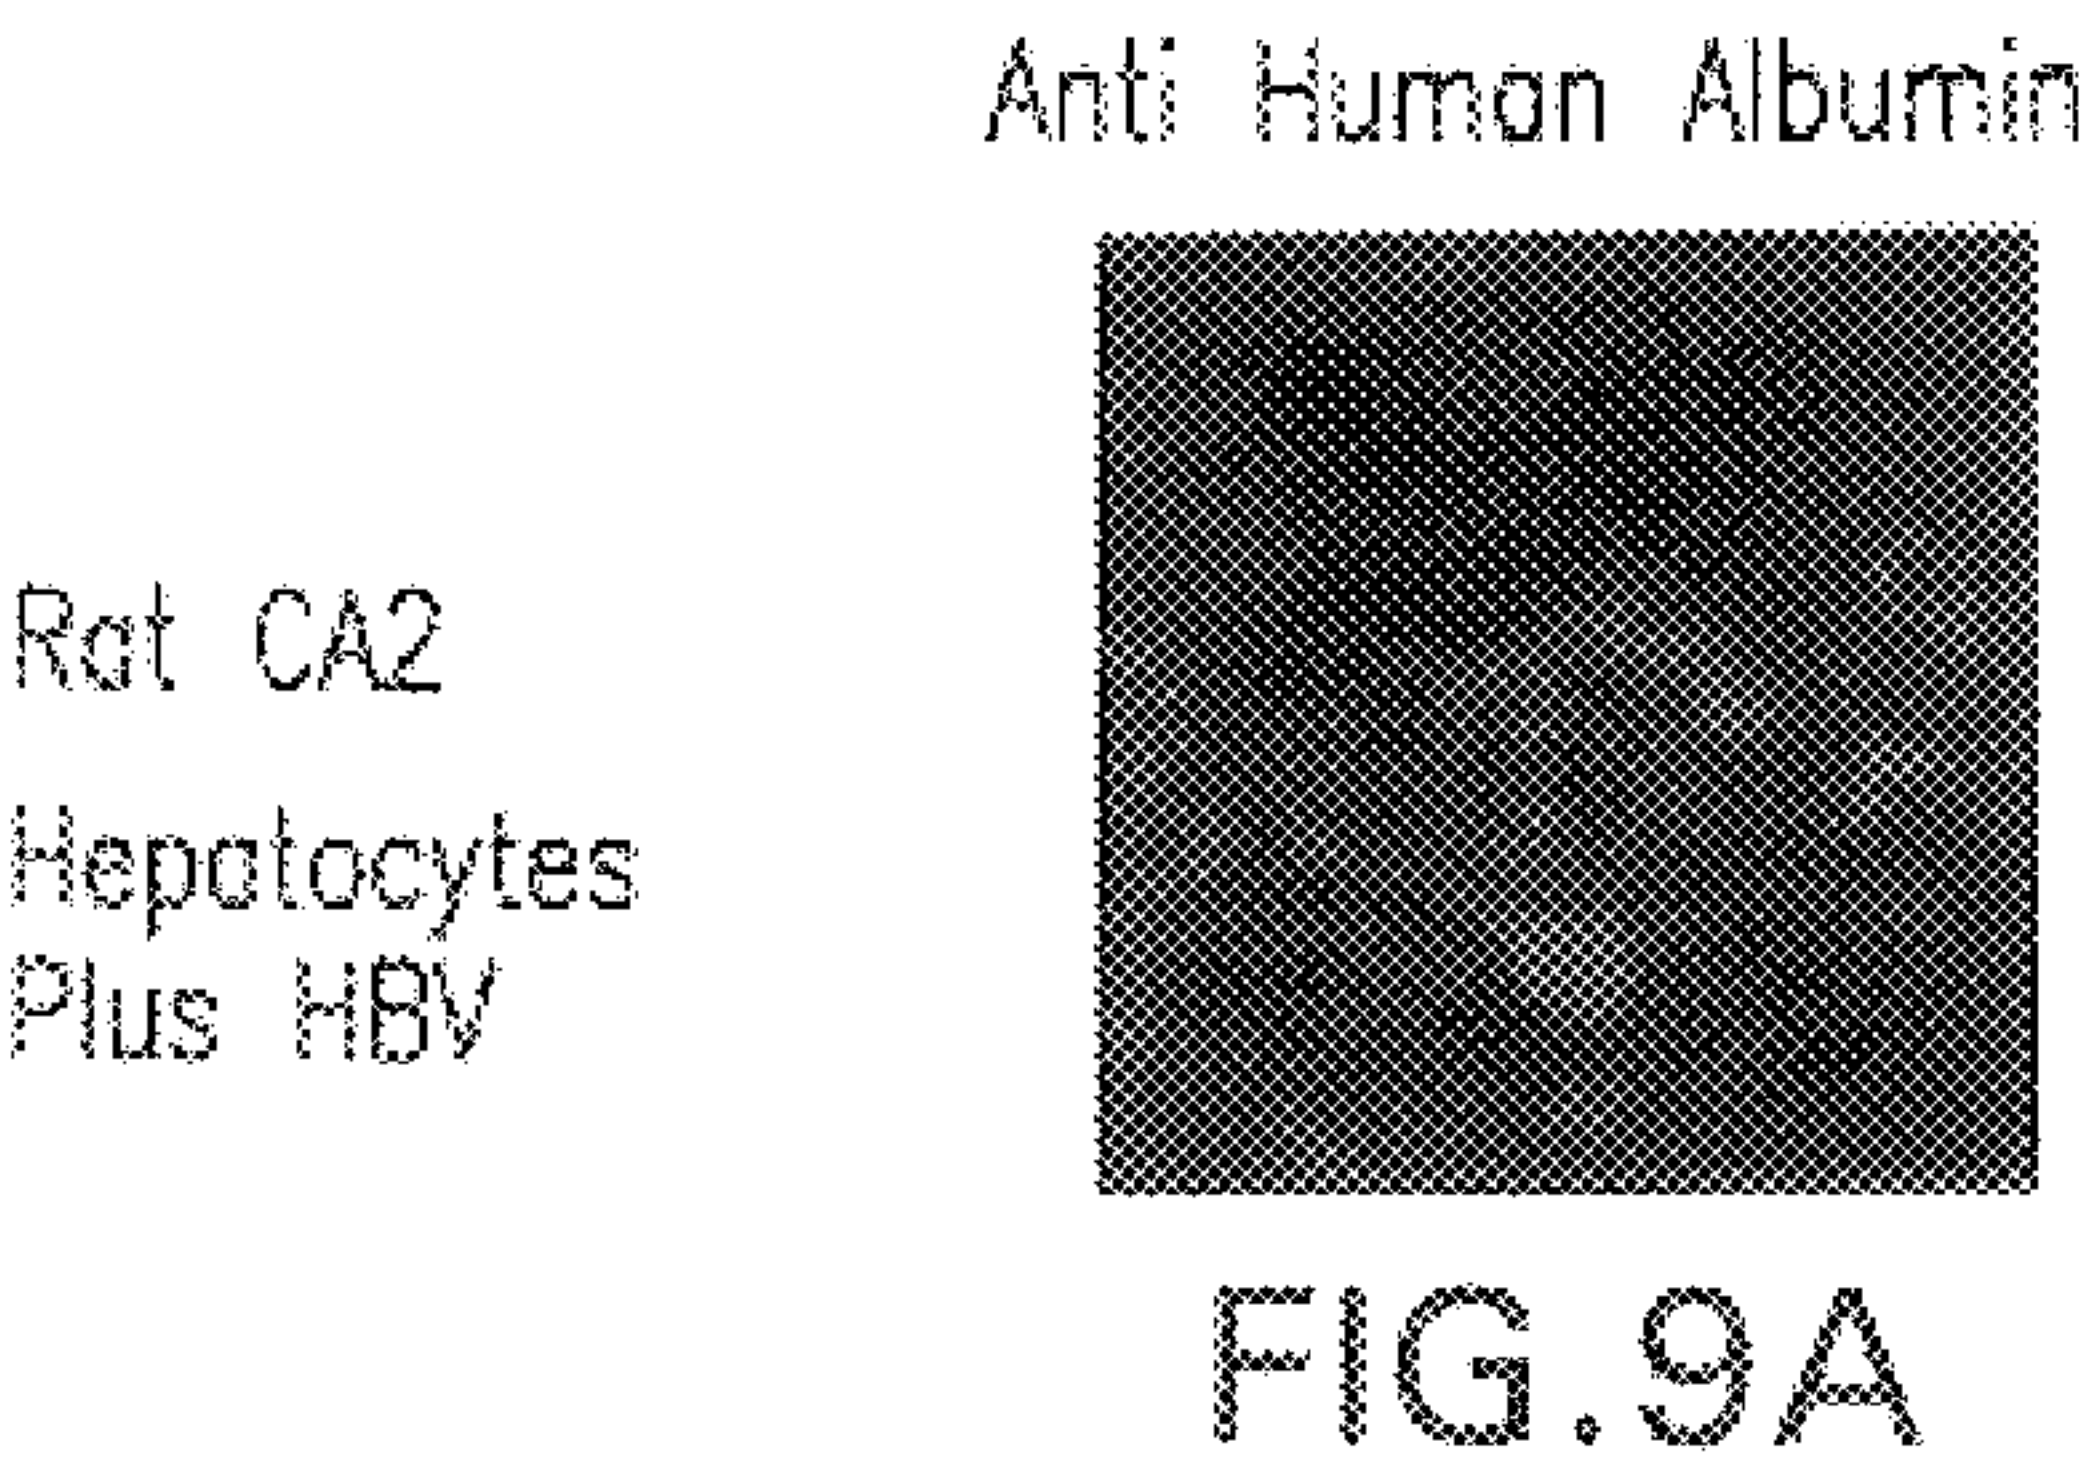 Anti Human Albumin
Rat CA2
Hepatocytes
Plus HBV
FIG.9A